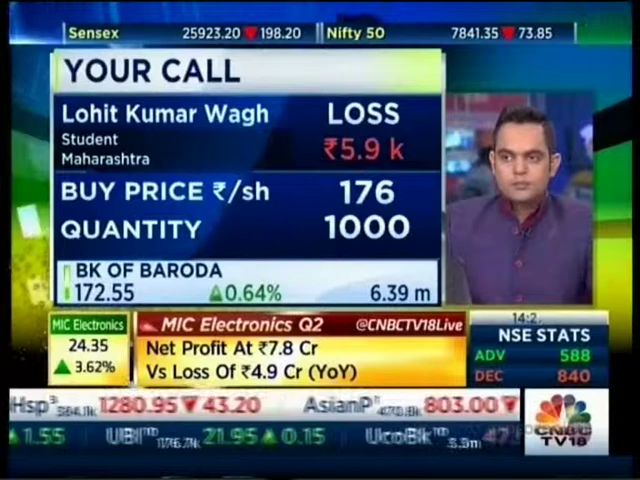 Sensex 25923.20 ▼ 198.20 Nifty 50 7841.35 ▼ 73.85
YOUR CALL
Lohit Kumar Wagh LOSS
Student
Maharashtra ₹5.9 k
BUY PRICE ₹/sh 176
QUANTITY 1000
BK OF BARODA
172.55 ▲0.64% 6.39 m
MIC Electronics
24.35
▲ 3.62%
MIC Electronics Q2 @CNBCTV18Live
Net Profit At ₹7.8 Cr
Vs Loss Of ₹4.9 Cr (YoY)
14:2
NSE STATS
ADV 588
DEC 840
Hsp 1280.95 ▼ 43.20 AsianP 803.00 ▼
▲ 1.55 UBI 21.95 ▲ 0.15 UcoBk
CNBC
TV18